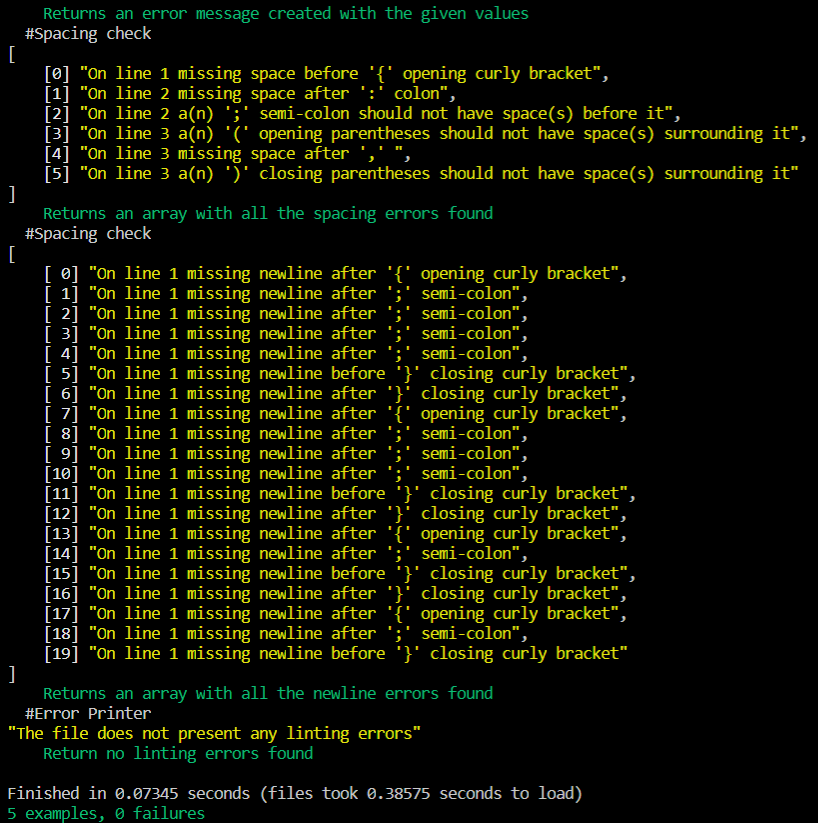 Returns an error message created with the given values
#Spacing check
[
[0] "On line 1 missing space before '{' opening curly bracket",
[1] "On line 2 missing space after ':' colon",
[2] "On line 2 a(n) ';' semi-colon should not have space(s) before it",
[3] "On line 3 a(n) '(' opening parentheses should not have space(s) surrounding it",
[4] "On line 3 missing space after ',' ",
[5] "On line 3 a(n) ')' closing parentheses should not have space(s) surrounding it"
]
Returns an array with all the spacing errors found
#Spacing check
[
[ 0] "On line 1 missing newline after '{' opening curly bracket",
[ 1] "On line 1 missing newline after ';' semi-colon",
[ 2] "On line 1 missing newline after ';' semi-colon",
[ 3] "On line 1 missing newline after ';' semi-colon",
[ 4] "On line 1 missing newline after ';' semi-colon",
[ 5] "On line 1 missing newline before '}' closing curly bracket",
[ 6] "On line 1 missing newline after '}' closing curly bracket",
[ 7] "On line 1 missing newline after '{' opening curly bracket",
[ 8] "On line 1 missing newline after ';' semi-colon",
[ 9] "On line 1 missing newline after ';' semi-colon",
[10] "On line 1 missing newline after ';' semi-colon",
[11] "On line 1 missing newline before '}' closing curly bracket",
[12] "On line 1 missing newline after '}' closing curly bracket",
[13] "On line 1 missing newline after '{' opening curly bracket",
[14] "On line 1 missing newline after ';' semi-colon",
[15] "On line 1 missing newline before '}' closing curly bracket",
[16] "On line 1 missing newline after '}' closing curly bracket",
[17] "On line 1 missing newline after '{' opening curly bracket",
[18] "On line 1 missing newline after ';' semi-colon",
[19] "On line 1 missing newline before '}' closing curly bracket"
]
Returns an array with all the newline errors found
#Error Printer
"The file does not present any linting errors"
Return no linting errors found
Finished in 0.07345 seconds (files took 0.38575 seconds to load)
5 examples, 0 failures